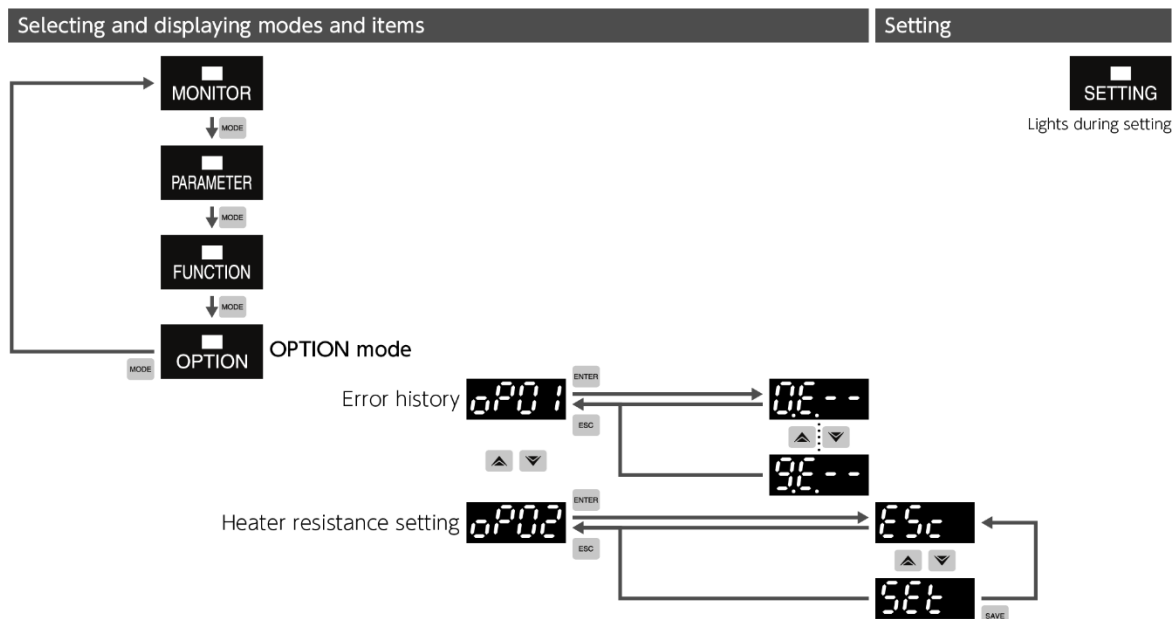 Selecting and displaying modes and items
Setting
MONITOR
SETTING
Lights during setting
MODE
PARAMETER
MODE
FUNCTION
MODE
OPTION
OPTION mode
MODE
Error history
oP01
ENTER
ESC
0.E.--
9.E.--
Heater resistance setting
oP02
ENTER
ESC
ESc
SEt
SAVE